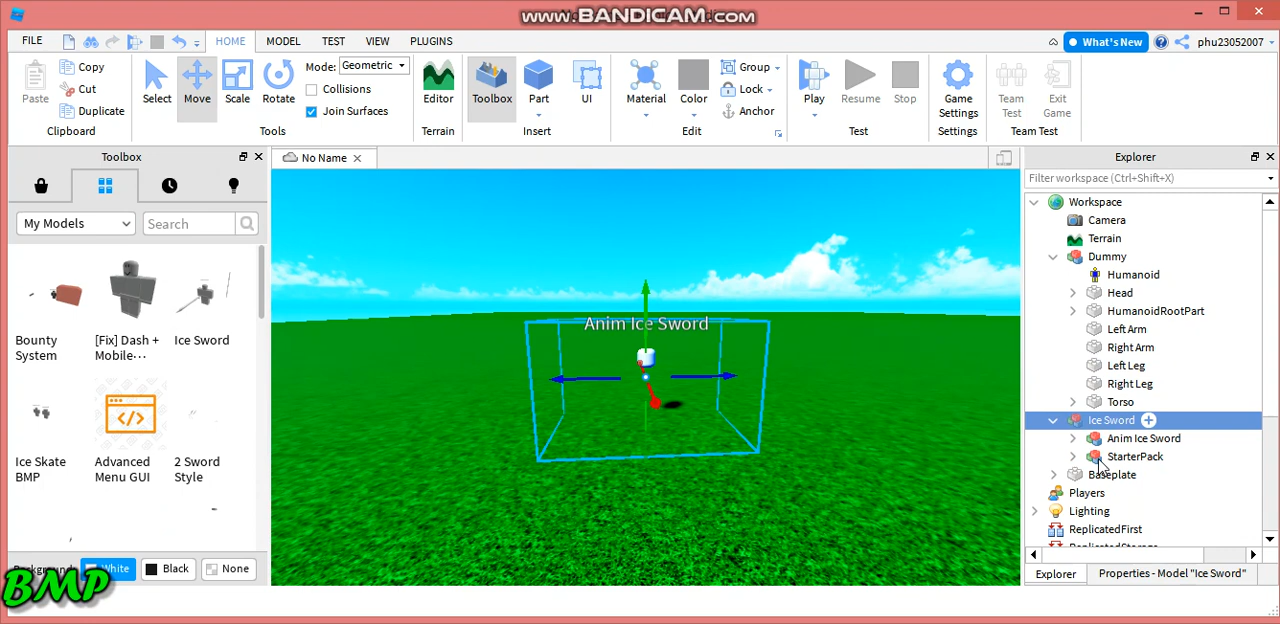 www.BANDICAM.com
FILE HOME MODEL TEST VIEW PLUGINS What's New phu23052007
Paste Copy Cut Duplicate Clipboard
Select Move Scale Rotate Mode: Geometric Collisions Join Surfaces Tools
Editor Terrain
Toolbox Part UI Insert
Material Color Group Lock Anchor Edit
Play Resume Stop Test
Game Settings Settings
Team Test Exit Game Team Test
Toolbox
My Models Search
Bounty System
[Fix] Dash + Mobile···
Ice Sword
Ice Skate BMP
Advanced Menu GUI
2 Sword Style
White Black None
BMP
No Name
Anim Ice Sword
Explorer
Filter workspace (Ctrl+Shift+X)
Workspace
Camera
Terrain
Dummy
Humanoid
Head
HumanoidRootPart
Left Arm
Right Arm
Left Leg
Right Leg
Torso
Ice Sword
Anim Ice Sword
StarterPack
Baseplate
Players
Lighting
ReplicatedFirst
Explorer Properties - Model "Ice Sword"